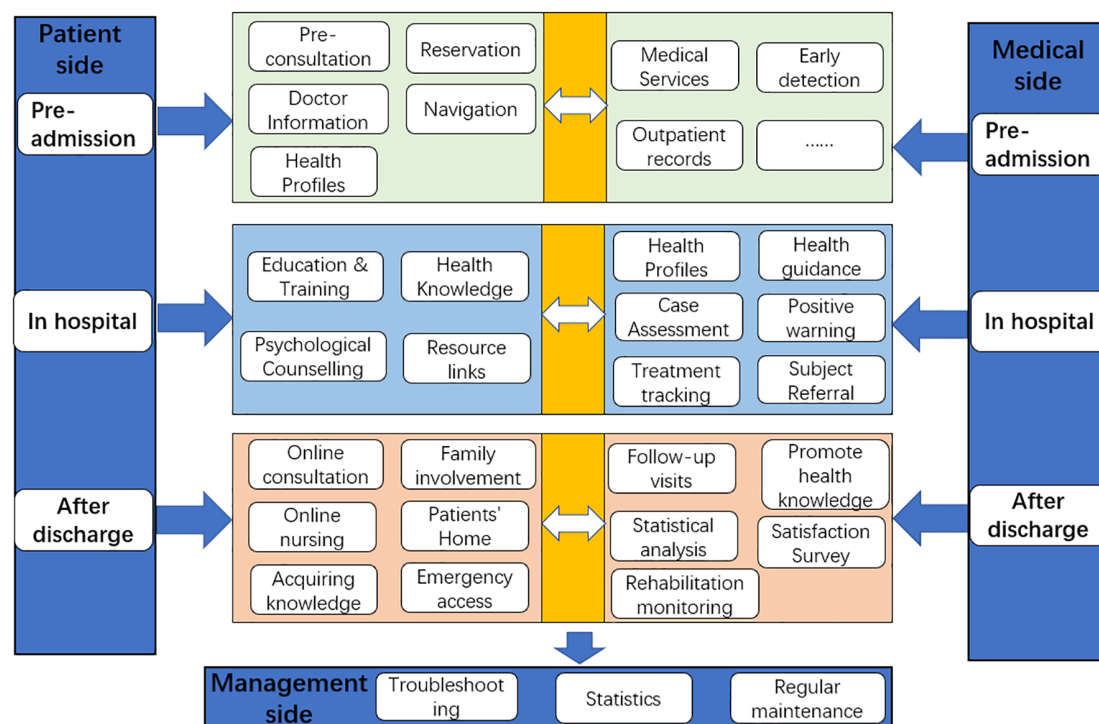 Patient
side
Pre-
admission
In hospital
After
discharge
Pre-
consultation
Reservation
Doctor
Information
Navigation
Health
Profiles
Medical
Services
Early
detection
Outpatient
records
......
Education &
Training
Health
Knowledge
Psychological
Counselling
Resource
links
Health
Profiles
Health
guidance
Case
Assessment
Positive
warning
Treatment
tracking
Subject
Referral
Online
consultation
Family
involvement
Online
nursing
Patients'
Home
Acquiring
knowledge
Emergency
access
Follow-up
visits
Promote
health
knowledge
Statistical
analysis
Satisfaction
Survey
Rehabilitation
monitoring
Medical
side
Pre-
admission
In hospital
After
discharge
Management
side
Troubleshoot
ing
Statistics
Regular
maintenance